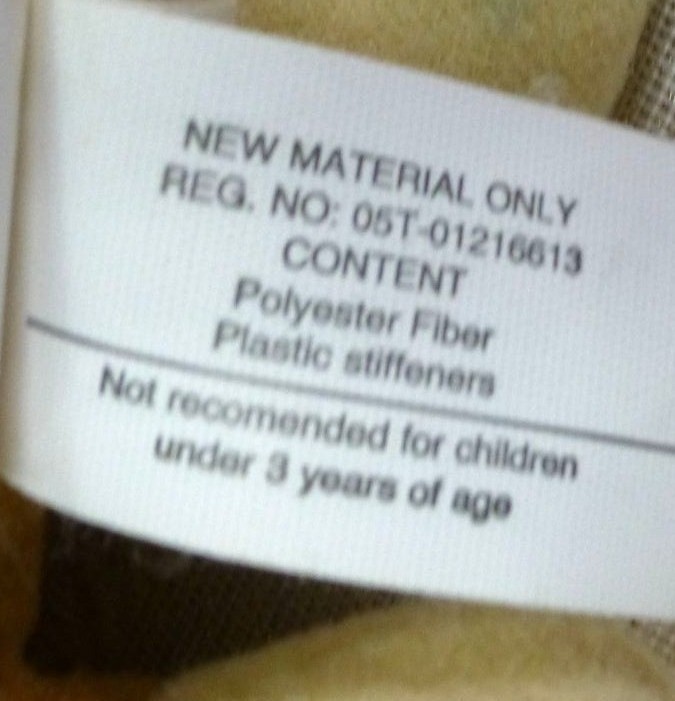 NEW MATERIAL ONLY
REG. NO: 05T-01216613
CONTENT
Polyester Fiber
Plastic stiffeners
Not recomended for children
under 3 years of age